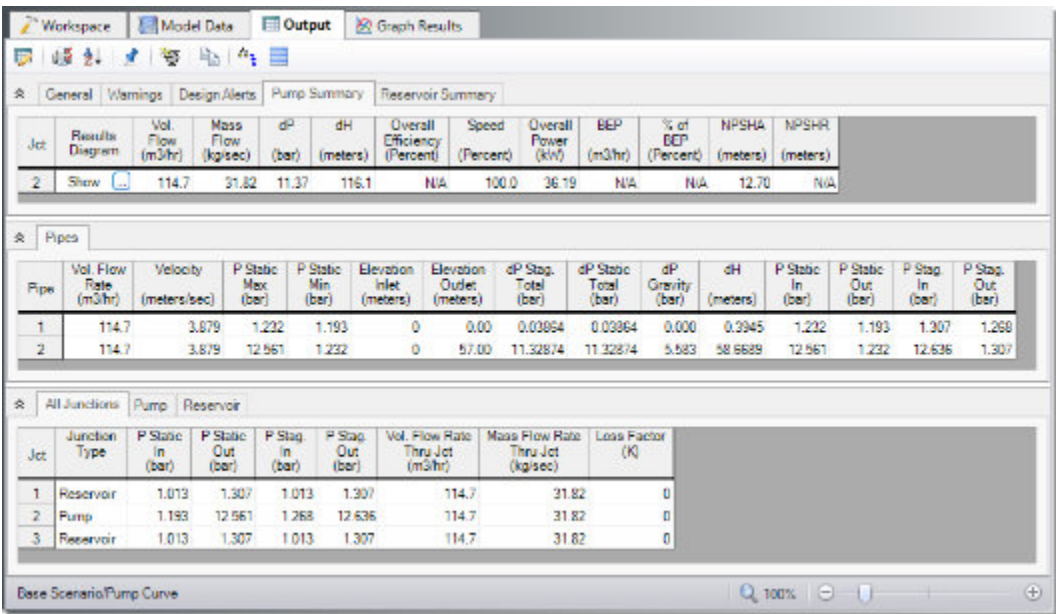 Workspace Model Data Output Graph Results
General Warnings Design Alerts Pump Summary Reservoir Summary
Jct Results Diagram Vol. Flow (m3/hr) Mass Flow (kg/sec) dP (bar) dH (meters) Overall Efficiency (Percent) Speed (Percent) Overall Power (kW) BEP (m3/hr) % of BEP (Percent) NPSHA (meters) NPSHR (meters)
2 Show ... 114.7 31.82 11.37 116.1 N/A 100.0 36.19 N/A N/A 12.70 N/A
Pipes
Pipe Vol. Flow Rate (m3/hr) Velocity (meters/sec) P Static Max (bar) P Static Min (bar) Elevation Inlet (meters) Elevation Outlet (meters) dP Stag. Total (bar) dP Static Total (bar) dP Gravity (bar) dH (meters) P Static In (bar) P Static Out (bar) P Stag. In (bar) P Stag. Out (bar)
1 114.7 3.879 1.232 1.193 0 0.00 0.03864 0.03864 0.000 0.3945 1.232 1.193 1.307 1.268
2 114.7 3.879 12.561 1.232 0 57.00 11.32874 11.32874 5.583 58.6689 12.561 1.232 12.636 1.307
All Junctions Pump Reservoir
Jct Junction Type P Static In (bar) P Static Out (bar) P Stag. In (bar) P Stag. Out (bar) Vol. Flow Rate Thru Jct (m3/hr) Mass Flow Rate Thru Jct (kg/sec) Loss Factor (K)
1 Reservoir 1.013 1.307 1.013 1.307 114.7 31.82 0
2 Pump 1.193 12.561 1.268 12.636 114.7 31.82 0
3 Reservoir 1.013 1.307 1.013 1.307 114.7 31.82 0
Base Scenario/Pump Curve 100%